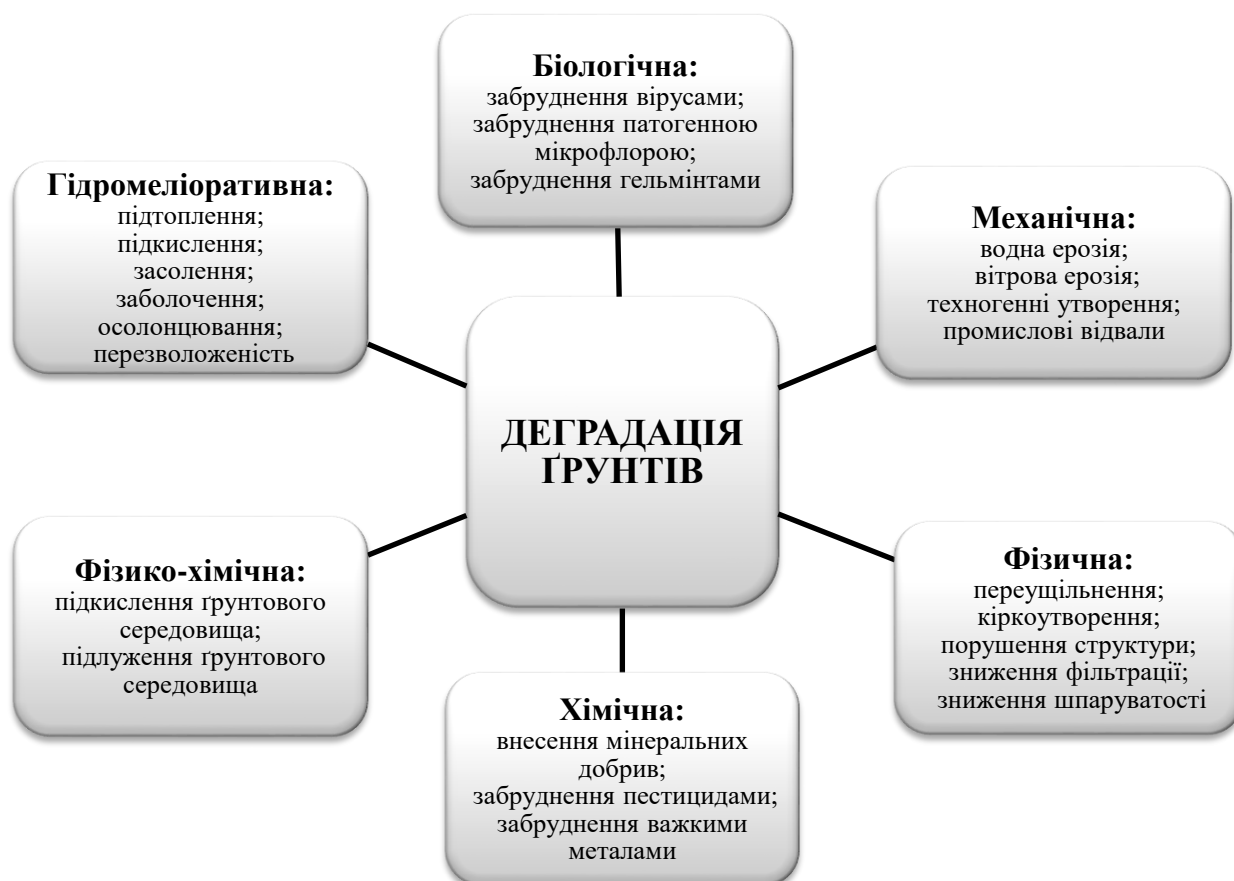 Біологічна:
забруднення вірусами;
забруднення патогенною
мікрофлорою;
забруднення гельмінтами
Гідромеліоративна:
підтоплення;
підкислення;
засолення;
заболочення;
осолонцювання;
перезволоженість
Механічна:
водна ерозія;
вітрова ерозія;
техногенні утворення;
промислові відвали
ДЕГРАДАЦІЯ
ҐРУНТІВ
Фізико-хімічна:
підкислення ґрунтового
середовища;
підлуження ґрунтового
середовища
Фізична:
переущільнення;
кіркоутворення;
порушення структури;
зниження фільтрації;
зниження шпаруватості
Хімічна:
внесення мінеральних
добрив;
забруднення пестицидами;
забруднення важкими
металами